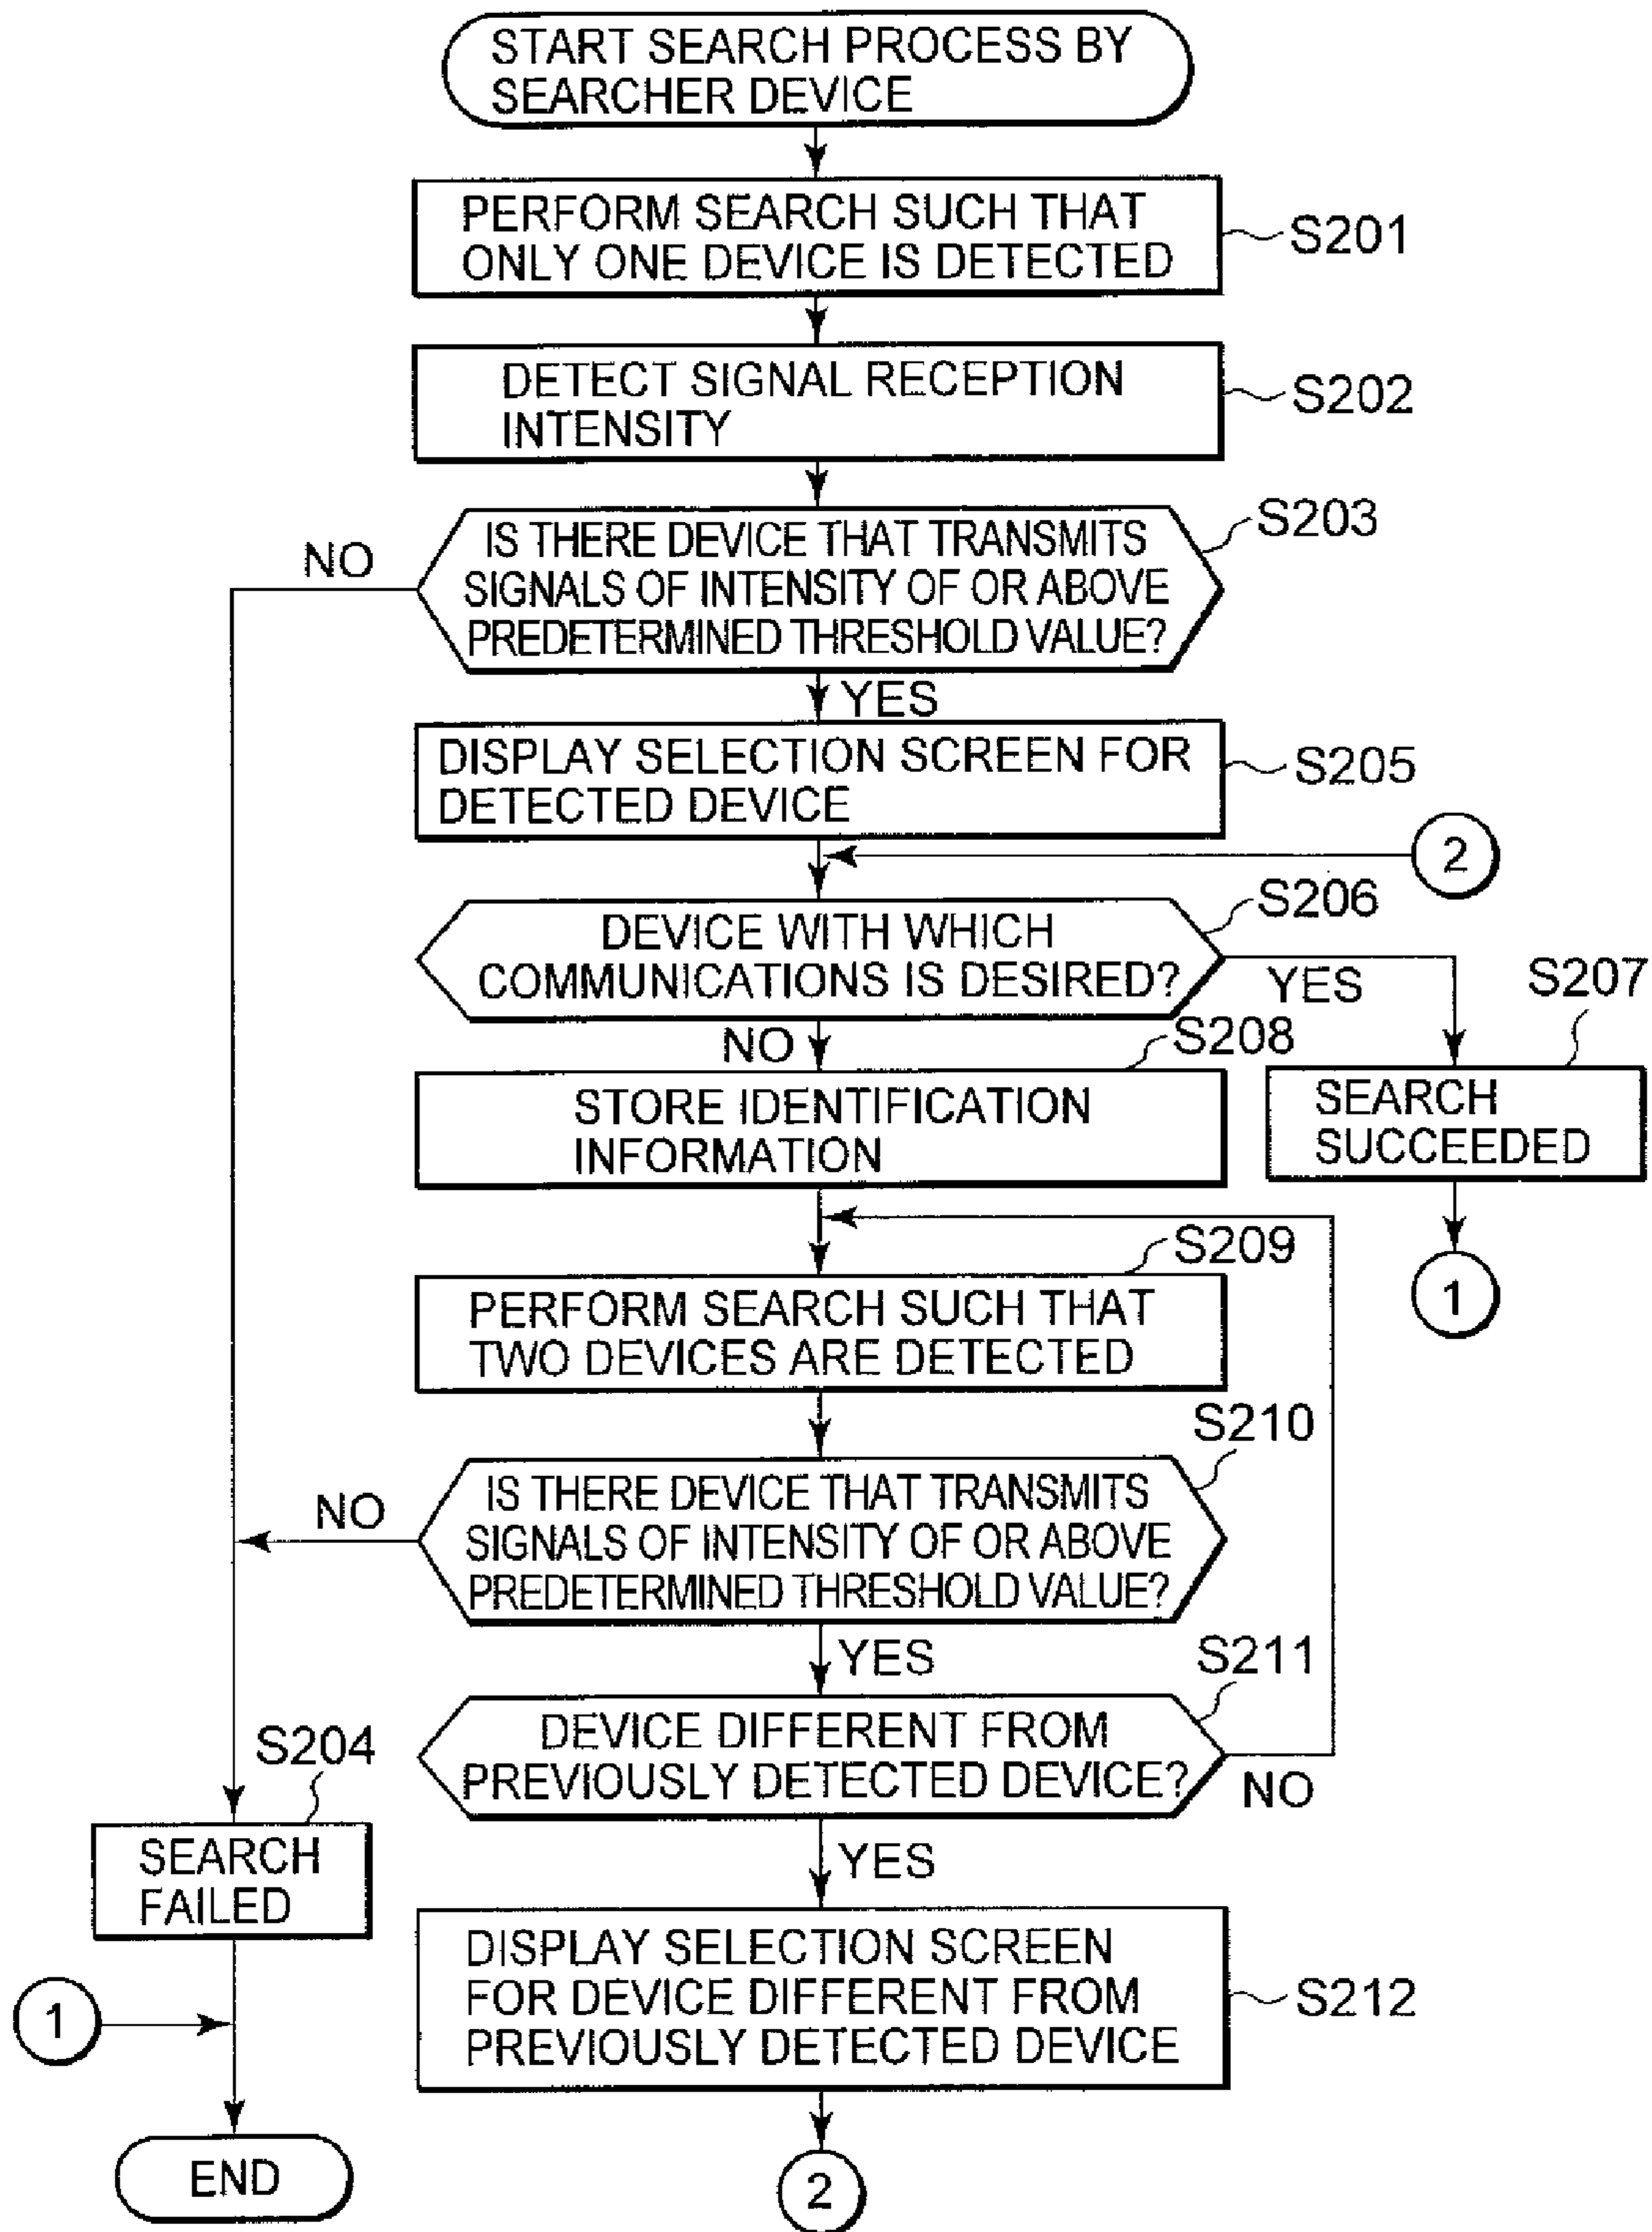 START SEARCH PROCESS BY
SEARCHER DEVICE
PERFORM SEARCH SUCH THAT
ONLY ONE DEVICE IS DETECTED
S201
DETECT SIGNAL RECEPTION
INTENSITY
S202
IS THERE DEVICE THAT TRANSMITS
SIGNALS OF INTENSITY OF OR ABOVE
PREDETERMINED THRESHOLD VALUE?
S203
NO
YES
DISPLAY SELECTION SCREEN FOR
DETECTED DEVICE
S205
2
DEVICE WITH WHICH
COMMUNICATIONS IS DESIRED?
S206
YES
NO
S207
SEARCH
SUCCEEDED
1
S208
STORE IDENTIFICATION
INFORMATION
S209
PERFORM SEARCH SUCH THAT
TWO DEVICES ARE DETECTED
S210
IS THERE DEVICE THAT TRANSMITS
SIGNALS OF INTENSITY OF OR ABOVE
PREDETERMINED THRESHOLD VALUE?
NO
YES
S211
DEVICE DIFFERENT FROM
PREVIOUSLY DETECTED DEVICE?
NO
YES
S204
SEARCH
FAILED
DISPLAY SELECTION SCREEN
FOR DEVICE DIFFERENT FROM
PREVIOUSLY DETECTED DEVICE
S212
1
END
2